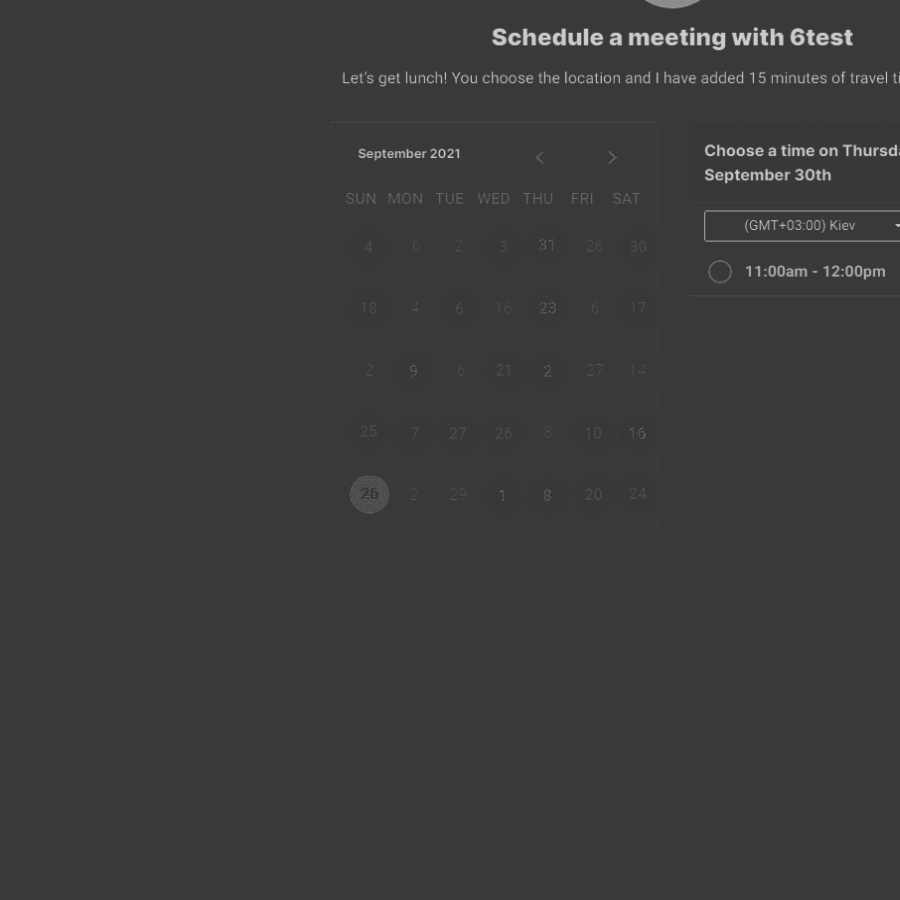 Schedule a meeting with 6test
Let's get lunch! You choose the location and I have added 15 minutes of travel ti
September 2021
SUN MON TUE WED THU FRI SAT
4 6 2 3 31 26 30
18 4 6 16 23 6 17
2 9 6 21 2 27 14
25 7 27 26 8 10 16
26 2 29 1 8 20 24
Choose a time on Thursda
September 30th
(GMT+03:00) Kiev
11:00am - 12:00pm